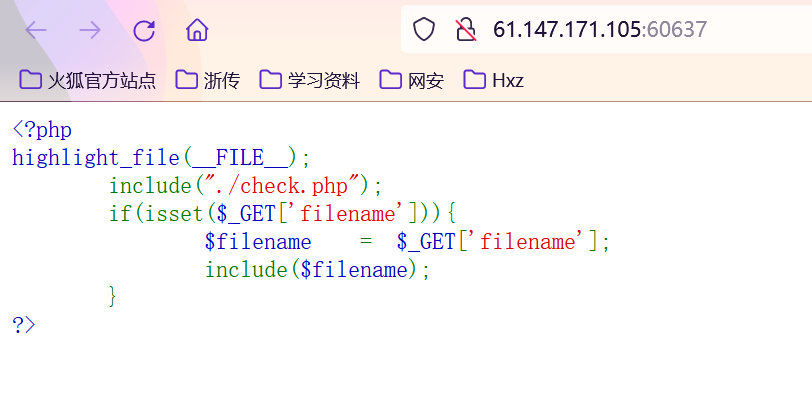 61.147.171.105:60637
火狐官方站点 浙传 学习资料 网安 Hxz
<?php
highlight_file(__FILE__);
        include("./check.php");
        if(isset($_GET['filename'])){
                $filename    =  $_GET['filename'];
                include($filename);
        }
?>